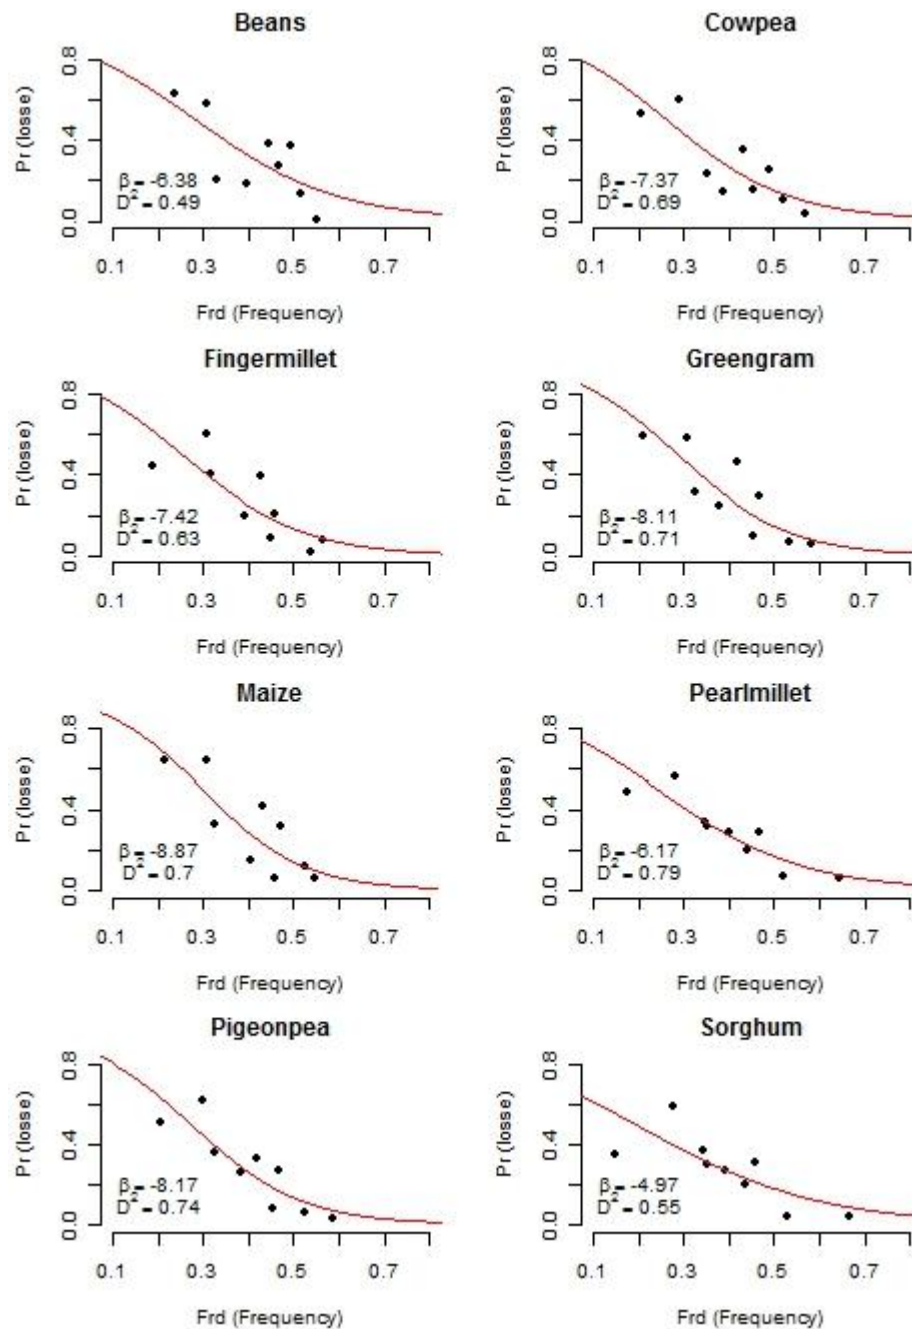 Beans
Pr (losse)
0.8
0.4
0.0
β = -6.38
D² = 0.49
0.1 0.3 0.5 0.7
Frd (Frequency)
Cowpea
Pr (losse)
0.8
0.4
0.0
β = -7.37
D² = 0.69
0.1 0.3 0.5 0.7
Frd (Frequency)
Fingermillet
Pr (losse)
0.8
0.4
0.0
β = -7.42
D² = 0.63
0.1 0.3 0.5 0.7
Frd (Frequency)
Greengram
Pr (losse)
0.8
0.4
0.0
β = -8.11
D² = 0.71
0.1 0.3 0.5 0.7
Frd (Frequency)
Maize
Pr (losse)
0.8
0.4
0.0
β = -8.87
D² = 0.7
0.1 0.3 0.5 0.7
Frd (Frequency)
Pearlmillet
Pr (losse)
0.8
0.4
0.0
β = -6.17
D² = 0.79
0.1 0.3 0.5 0.7
Frd (Frequency)
Pigeonpea
Pr (losse)
0.8
0.4
0.0
β = -8.17
D² = 0.74
0.1 0.3 0.5 0.7
Frd (Frequency)
Sorghum
Pr (losse)
0.8
0.4
0.0
β = -4.97
D² = 0.55
0.1 0.3 0.5 0.7
Frd (Frequency)